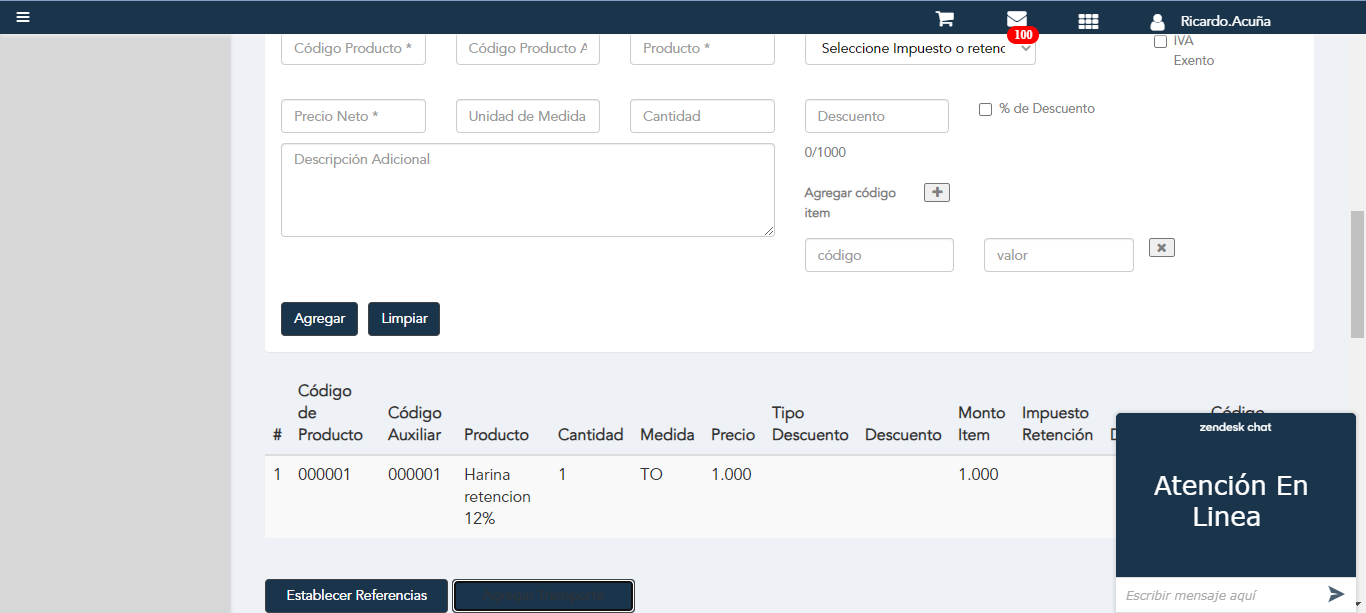 Ricardo.Acuña
100
Código Producto *
Código Producto A
Producto *
Seleccione Impuesto o retenc
IVA
Exento
Precio Neto *
Unidad de Medida
Cantidad
Descuento
% de Descuento
Descripción Adicional
0/1000
Agregar código
item
código
valor
Agregar
Limpiar
#
Código
de
Producto
Código
Auxiliar
Producto
Cantidad
Medida
Precio
Tipo
Descuento
Descuento
Monto
Item
Impuesto
Retención
Código
1
000001
000001
Harina
retencion
12%
1
TO
1.000
1.000
zendesk chat
Atención En
Linea
Escribir mensaje aquí
Establecer Referencias
Agregar Transporte